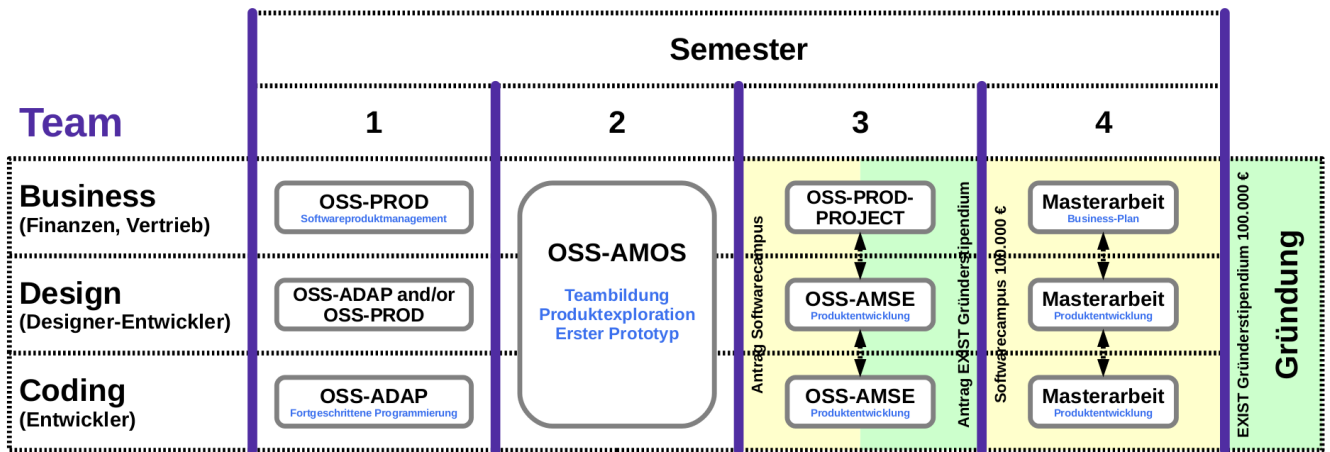 Semester
Team
1
2
3
4
Business
(Finanzen, Vertrieb)
OSS-PROD
Softwareproduktmanagement
OSS-AMOS
Teambildung
Produktexploration
Erster Prototyp
Antrag Softwarecampus
OSS-PROD-
PROJECT
Antrag EXIST Gründerstipendium
Softwarecampus 100.000 €
Masterarbeit
Business-Plan
EXIST Gründerstipendium 100.000 €
Gründung
Design
(Designer-Entwickler)
OSS-ADAP and/or
OSS-PROD
OSS-AMSE
Produktentwicklung
Masterarbeit
Produktentwicklung
Coding
(Entwickler)
OSS-ADAP
Fortgeschrittene Programmierung
OSS-AMSE
Produktentwicklung
Masterarbeit
Produktentwicklung